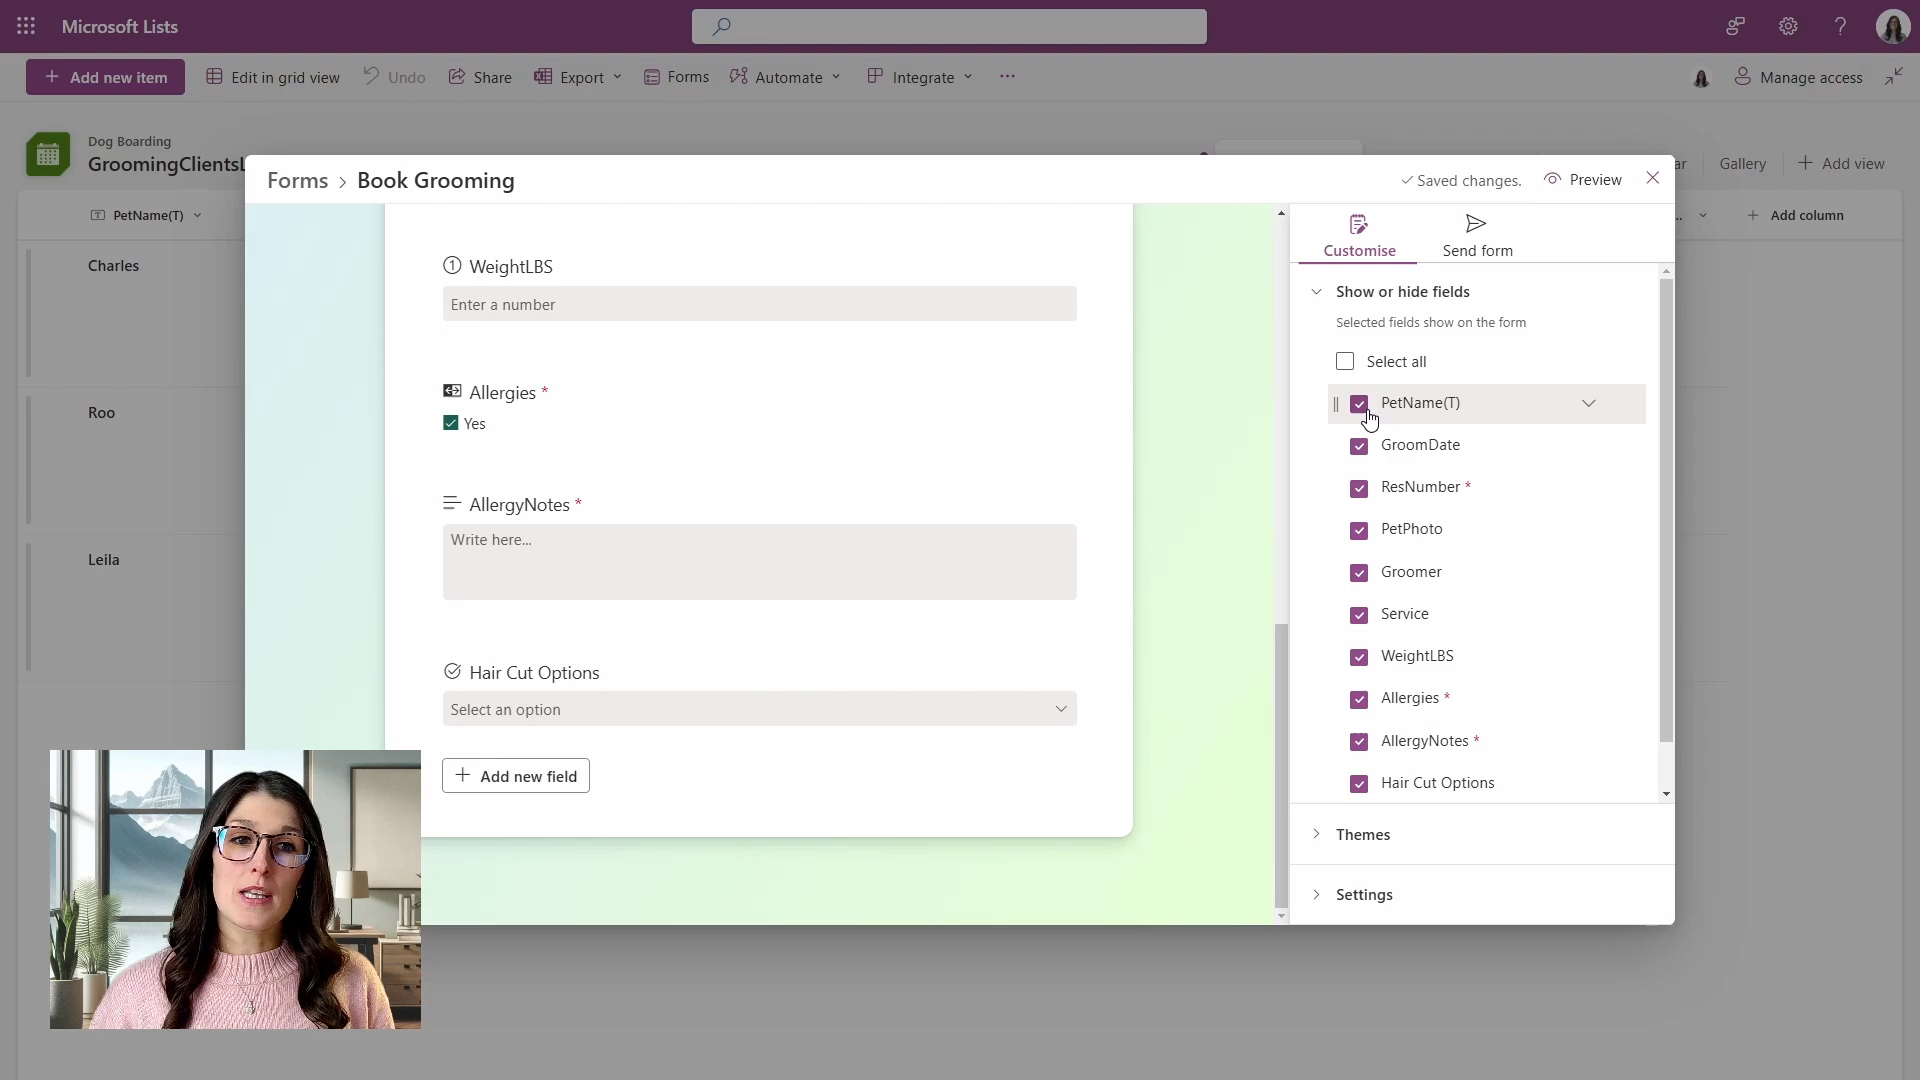 Microsoft Lists
Add new item
Edit in grid view
Undo
Share
Export
Forms
Automate
Integrate
Manage access
Dog Boarding
GroomingClientsL
Gallery
Add view
PetName(T)
Add column
Charles
Roo
Leila
Forms > Book Grooming
Saved changes.
Preview
WeightLBS
Enter a number
Allergies *
Yes
AllergyNotes *
Write here...
Hair Cut Options
Select an option
Add new field
Customise
Send form
Show or hide fields
Selected fields show on the form
Select all
PetName(T)
GroomDate
ResNumber *
PetPhoto
Groomer
Service
WeightLBS
Allergies *
AllergyNotes *
Hair Cut Options
Themes
Settings